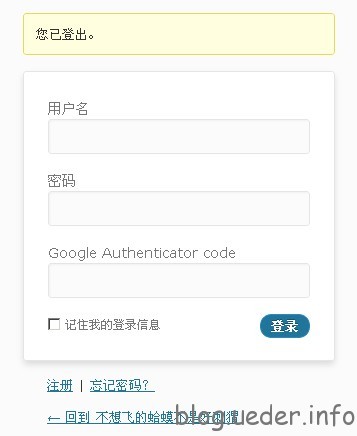 您已登出。
用户名
密码
Google Authenticator code
记住我的登录信息
登录
注册 | 忘记密码？
← 回到 不想飞的蛤蟆不是好刺猬
blogueder.info